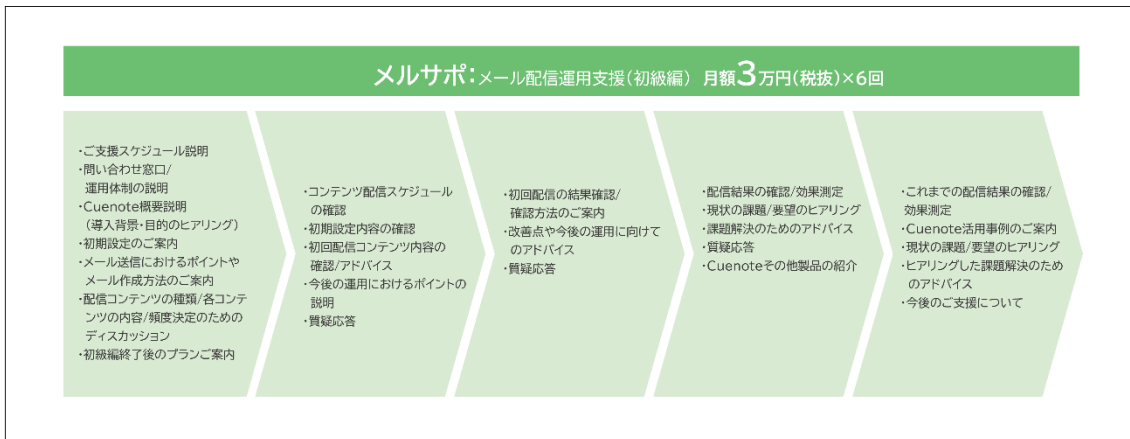 メルサポ：メール配信運用支援（初級編） 月額3万円（税抜）×6回
・ご支援スケジュール説明
・問い合わせ窓口/
運用体制の説明
・Cuenote概要説明
（導入背景・目的のヒアリング）
・初期設定のご案内
・メール送信におけるポイントや
メール作成方法のご案内
・配信コンテンツの種類/各コンテ
ンツの内容/頻度決定のための
ディスカッション
・初級編終了後のプランご案内
・コンテンツ配信スケジュール
の確認
・初期設定内容の確認
・初回配信コンテンツ内容の
確認/アドバイス
・今後の運用におけるポイントの
説明
・質疑応答
・初回配信の結果確認/
確認方法のご案内
・改善点や今後の運用に向けて
のアドバイス
・質疑応答
・配信結果の確認/効果測定
・現状の課題/要望のヒアリング
・課題解決のためのアドバイス
・質疑応答
・Cuenoteその他製品の紹介
・これまでの配信結果の確認/
効果測定
・Cuenote活用事例のご案内
・現状の課題/要望のヒアリング
・ヒアリングした課題解決のため
のアドバイス
・今後のご支援について